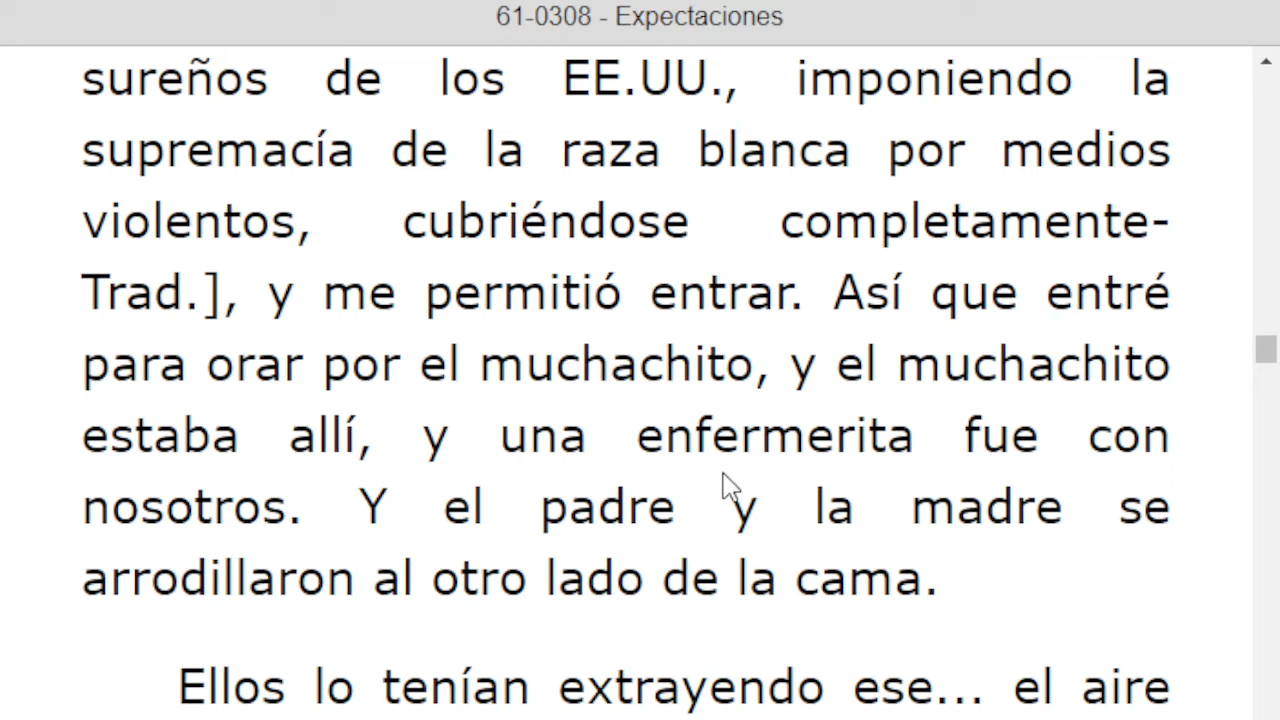 61-0308 - Expectaciones
sureños de los EE.UU., imponiendo la
supremacía de la raza blanca por medios
violentos, cubriéndose completamente-
Trad.], y me permitió entrar. Así que entré
para orar por el muchachito, y el muchachito
estaba allí, y una enfermerita fue con
nosotros. Y el padre y la madre se
arrodillaron al otro lado de la cama.
Ellos lo tenían extrayendo ese... el aire